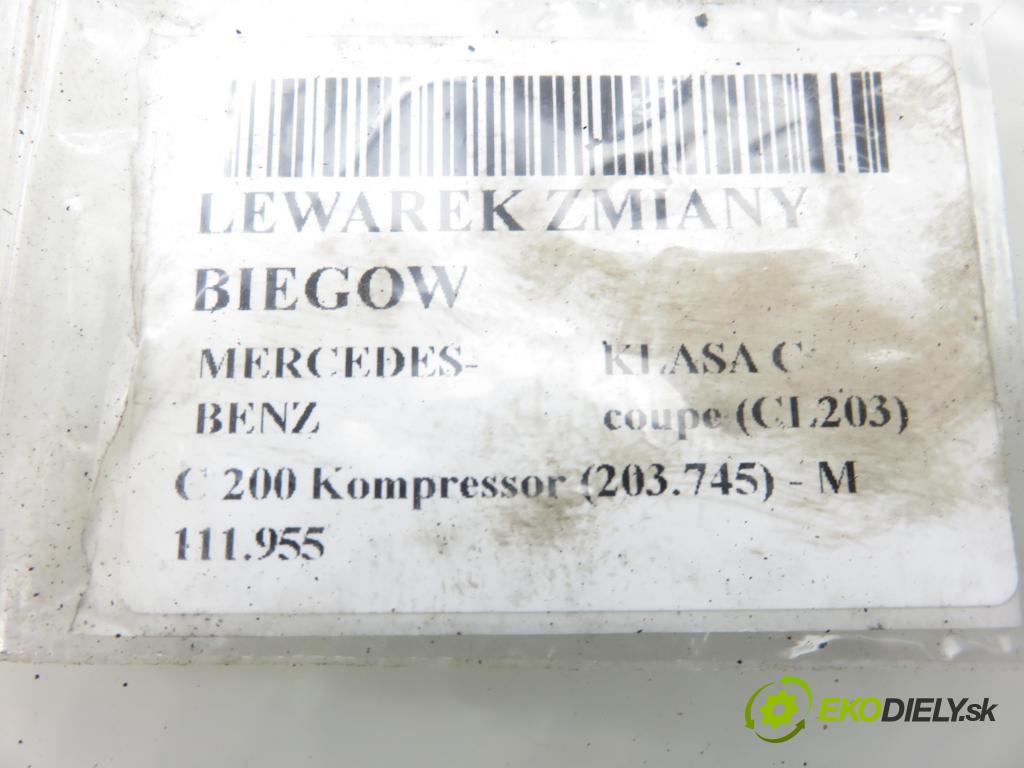 LEWAREK ZMIANY
BIEGOW
MERCEDES-
BENZ
KLASA C
coupe (CL203)
C 200 Kompressor (203.745) - M
111.955
EKODIELY.sk